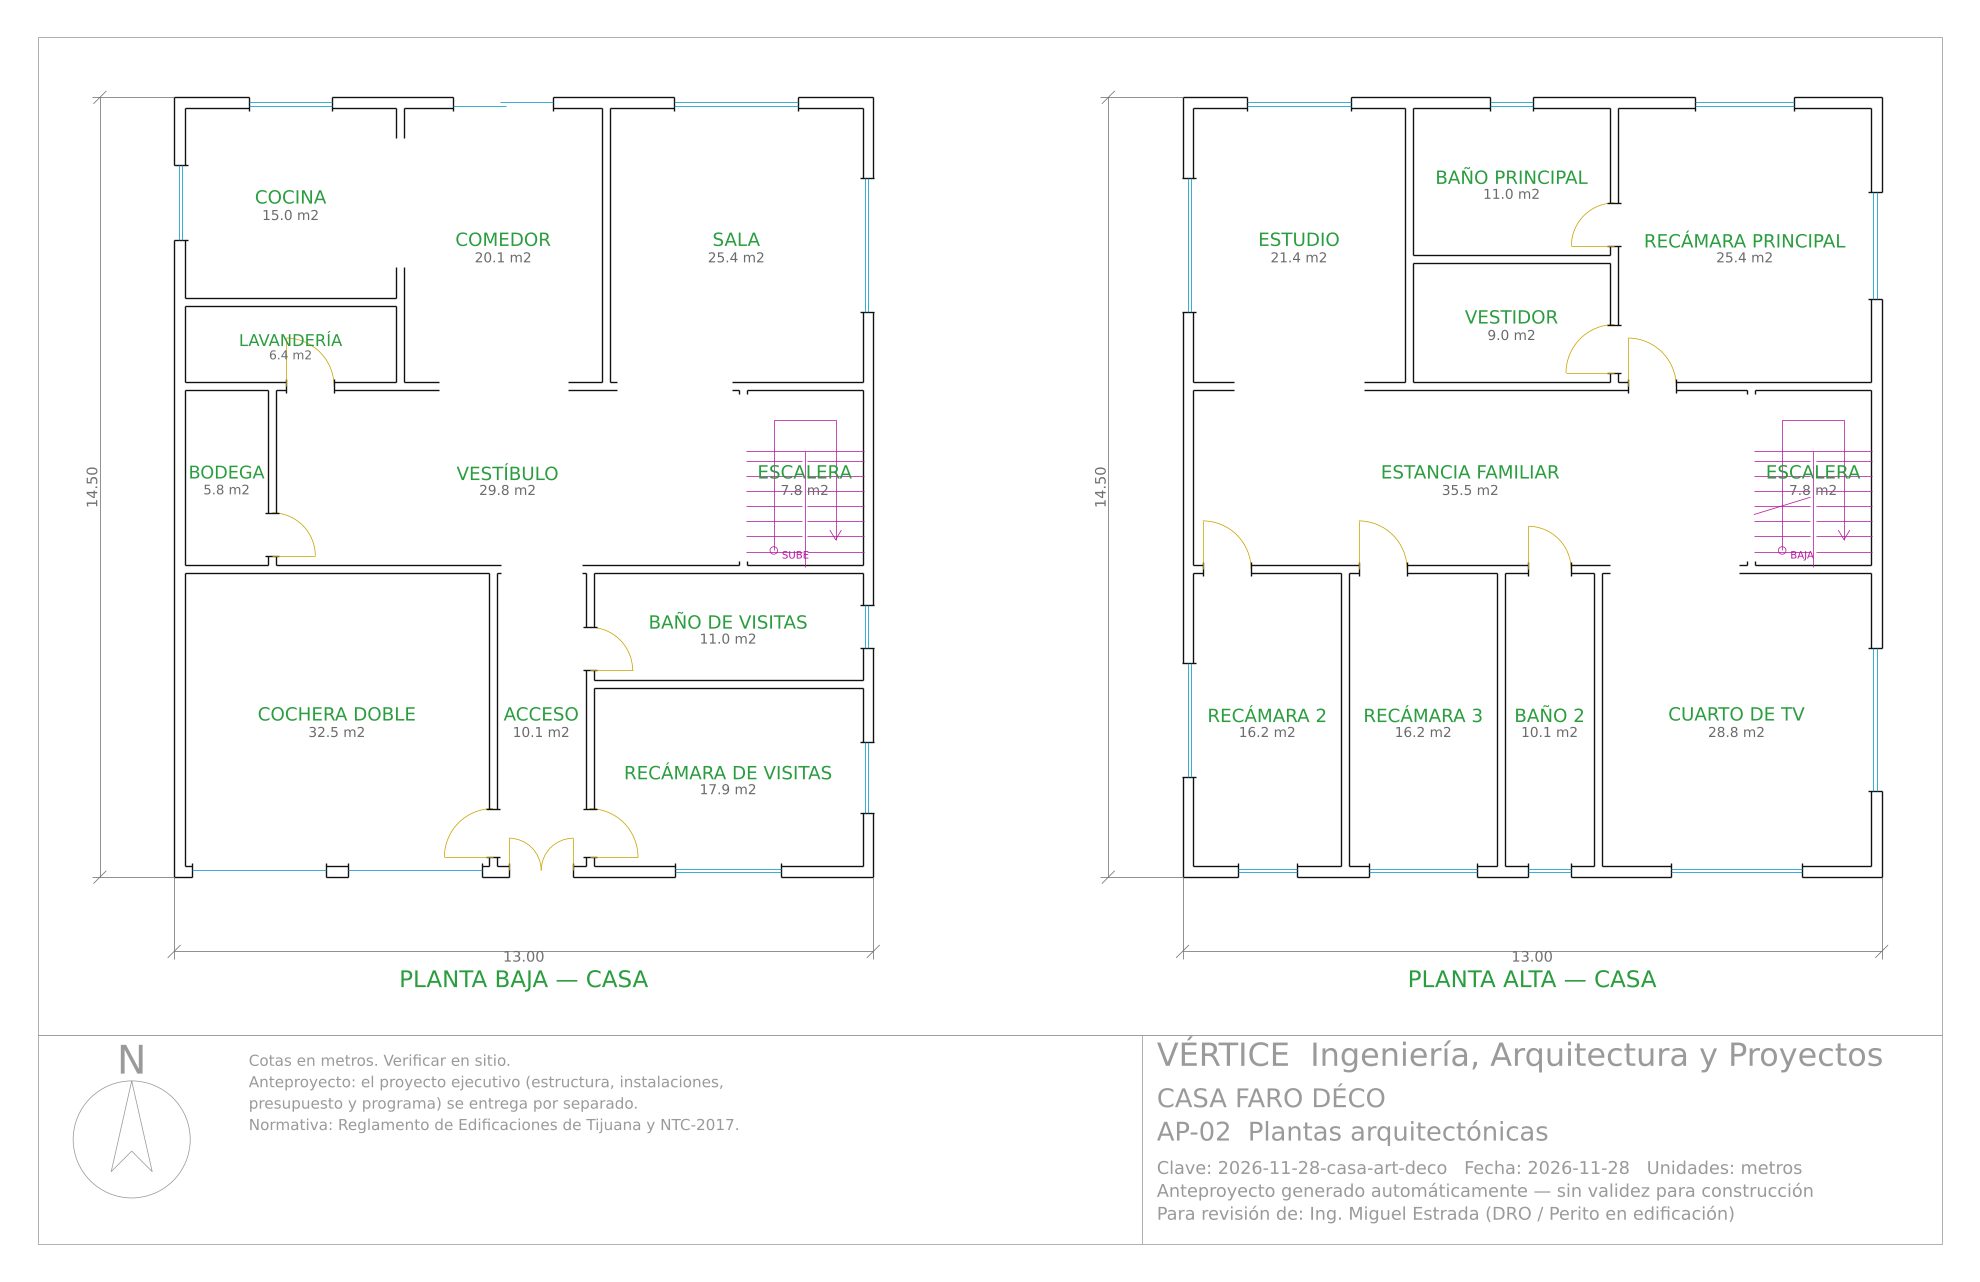 COCINA
15.0 m2
COMEDOR
20.1 m2
SALA
25.4 m2
LAVANDERÍA
6.4 m2
BODEGA
5.8 m2
VESTÍBULO
29.8 m2
ESCALERA
7.8 m2
SUBE
BAÑO DE VISITAS
11.0 m2
COCHERA DOBLE
32.5 m2
ACCESO
10.1 m2
RECÁMARA DE VISITAS
17.9 m2
14.50
13.00
PLANTA BAJA — CASA
BAÑO PRINCIPAL
11.0 m2
ESTUDIO
21.4 m2
RECÁMARA PRINCIPAL
25.4 m2
VESTIDOR
9.0 m2
ESTANCIA FAMILIAR
35.5 m2
ESCALERA
7.8 m2
BAJA
RECÁMARA 2
16.2 m2
RECÁMARA 3
16.2 m2
BAÑO 2
10.1 m2
CUARTO DE TV
28.8 m2
14.50
13.00
PLANTA ALTA — CASA
N
Cotas en metros. Verificar en sitio.
Anteproyecto: el proyecto ejecutivo (estructura, instalaciones,
presupuesto y programa) se entrega por separado.
Normativa: Reglamento de Edificaciones de Tijuana y NTC-2017.
VÉRTICE  Ingeniería, Arquitectura y Proyectos
CASA FARO DÉCO
AP-02  Plantas arquitectónicas
Clave: 2026-11-28-casa-art-deco   Fecha: 2026-11-28   Unidades: metros
Anteproyecto generado automáticamente — sin validez para construcción
Para revisión de: Ing. Miguel Estrada (DRO / Perito en edificación)